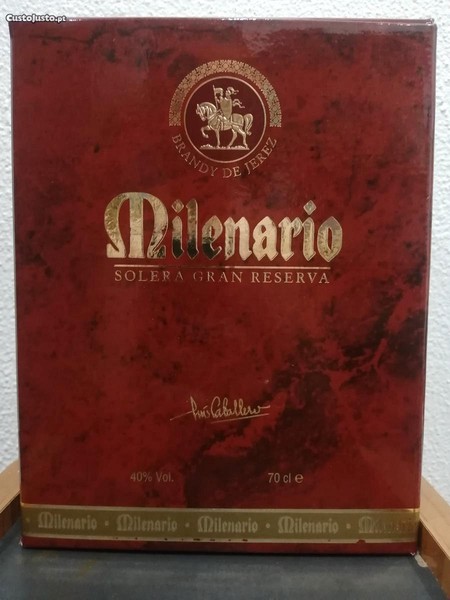 CustoJusto.pt
BRANDY DE JEREZ
Milenario
SOLERA GRAN RESERVA
Luis Caballero
40% Vol. 70 cl e
Milenario • Milenario • Milenario • Milenario •